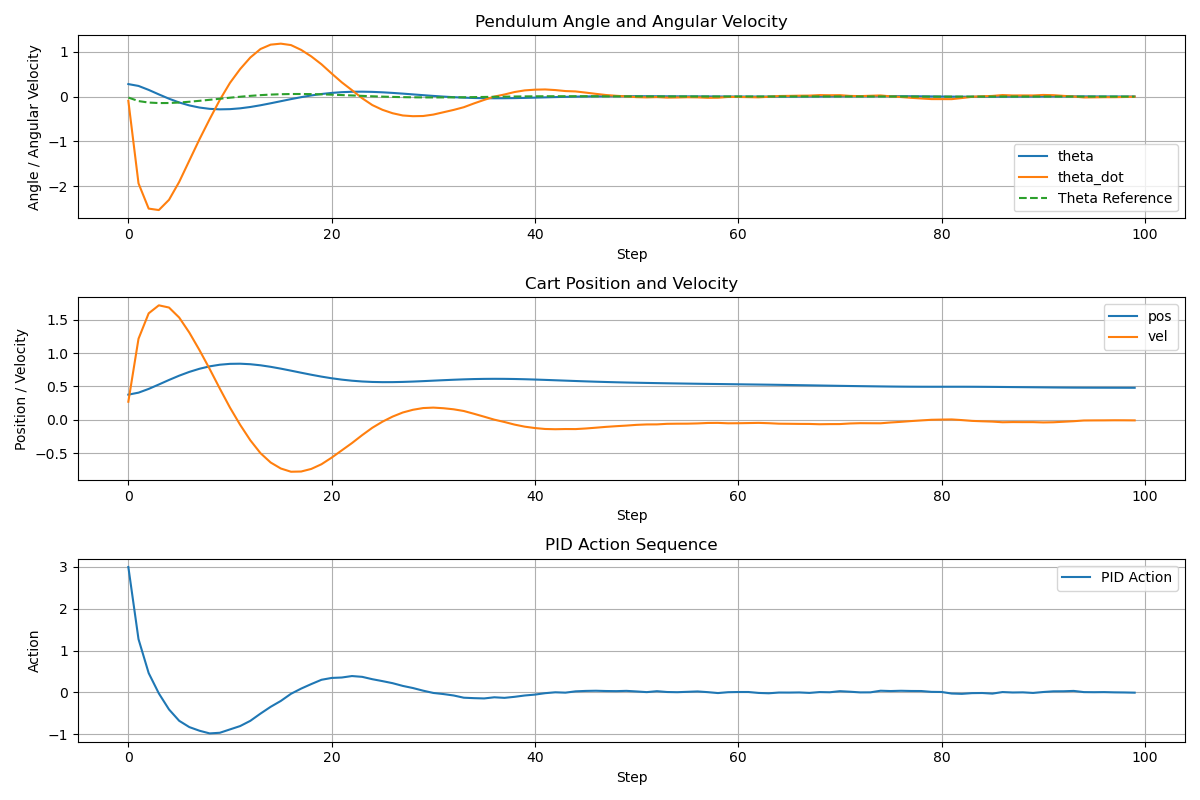 Pendulum Angle and Angular Velocity
Angle / Angular Velocity
1
0
−1
−2
theta
theta_dot
Theta Reference
0 20 40 60 80 100
Step
Cart Position and Velocity
Position / Velocity
1.5
1.0
0.5
0.0
−0.5
pos
vel
0 20 40 60 80 100
Step
PID Action Sequence
Action
3
2
1
0
−1
PID Action
0 20 40 60 80 100
Step